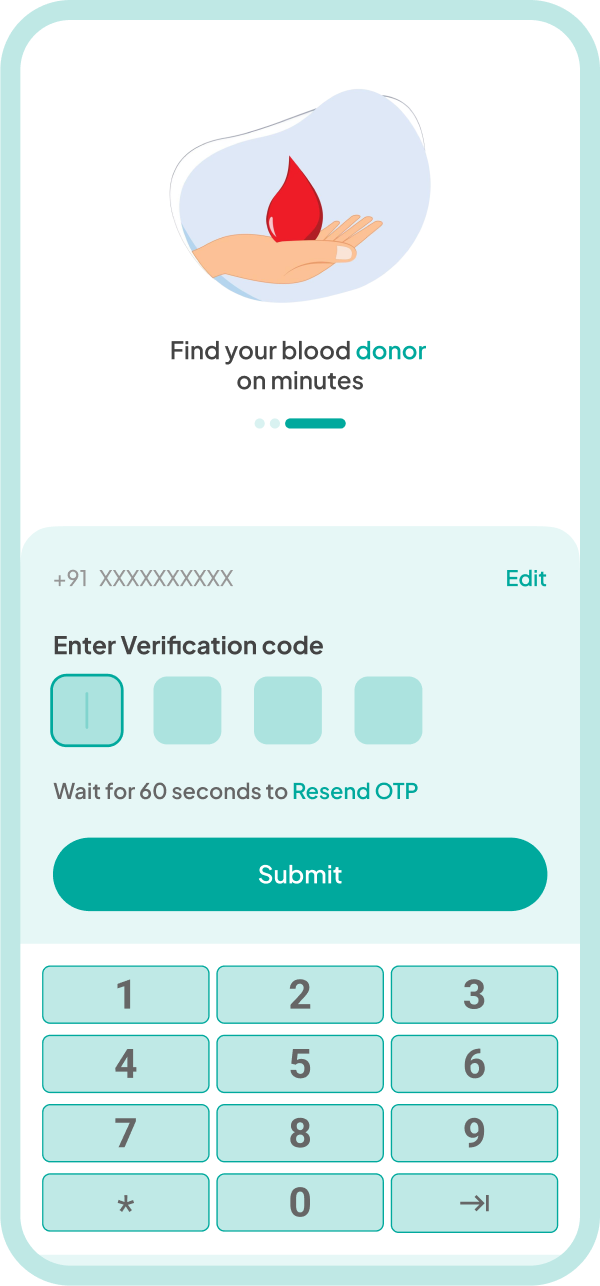 Find your blood donor
on minutes
+91 XXXXXXXXXX Edit
Enter Verification code
Wait for 60 seconds to Resend OTP
Submit
1 2 3
4 5 6
7 8 9
* 0 →|